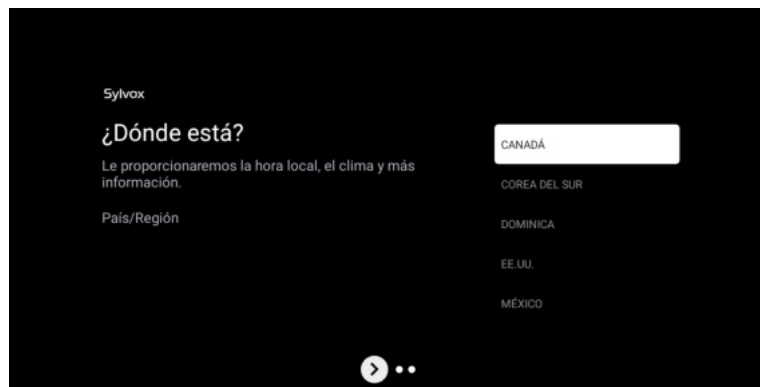 Sylvox
¿Dónde está?
Le proporcionaremos la hora local, el clima y más
información.
País/Región
CANADÁ
COREA DEL SUR
DOMINICA
EE.UU.
MÉXICO